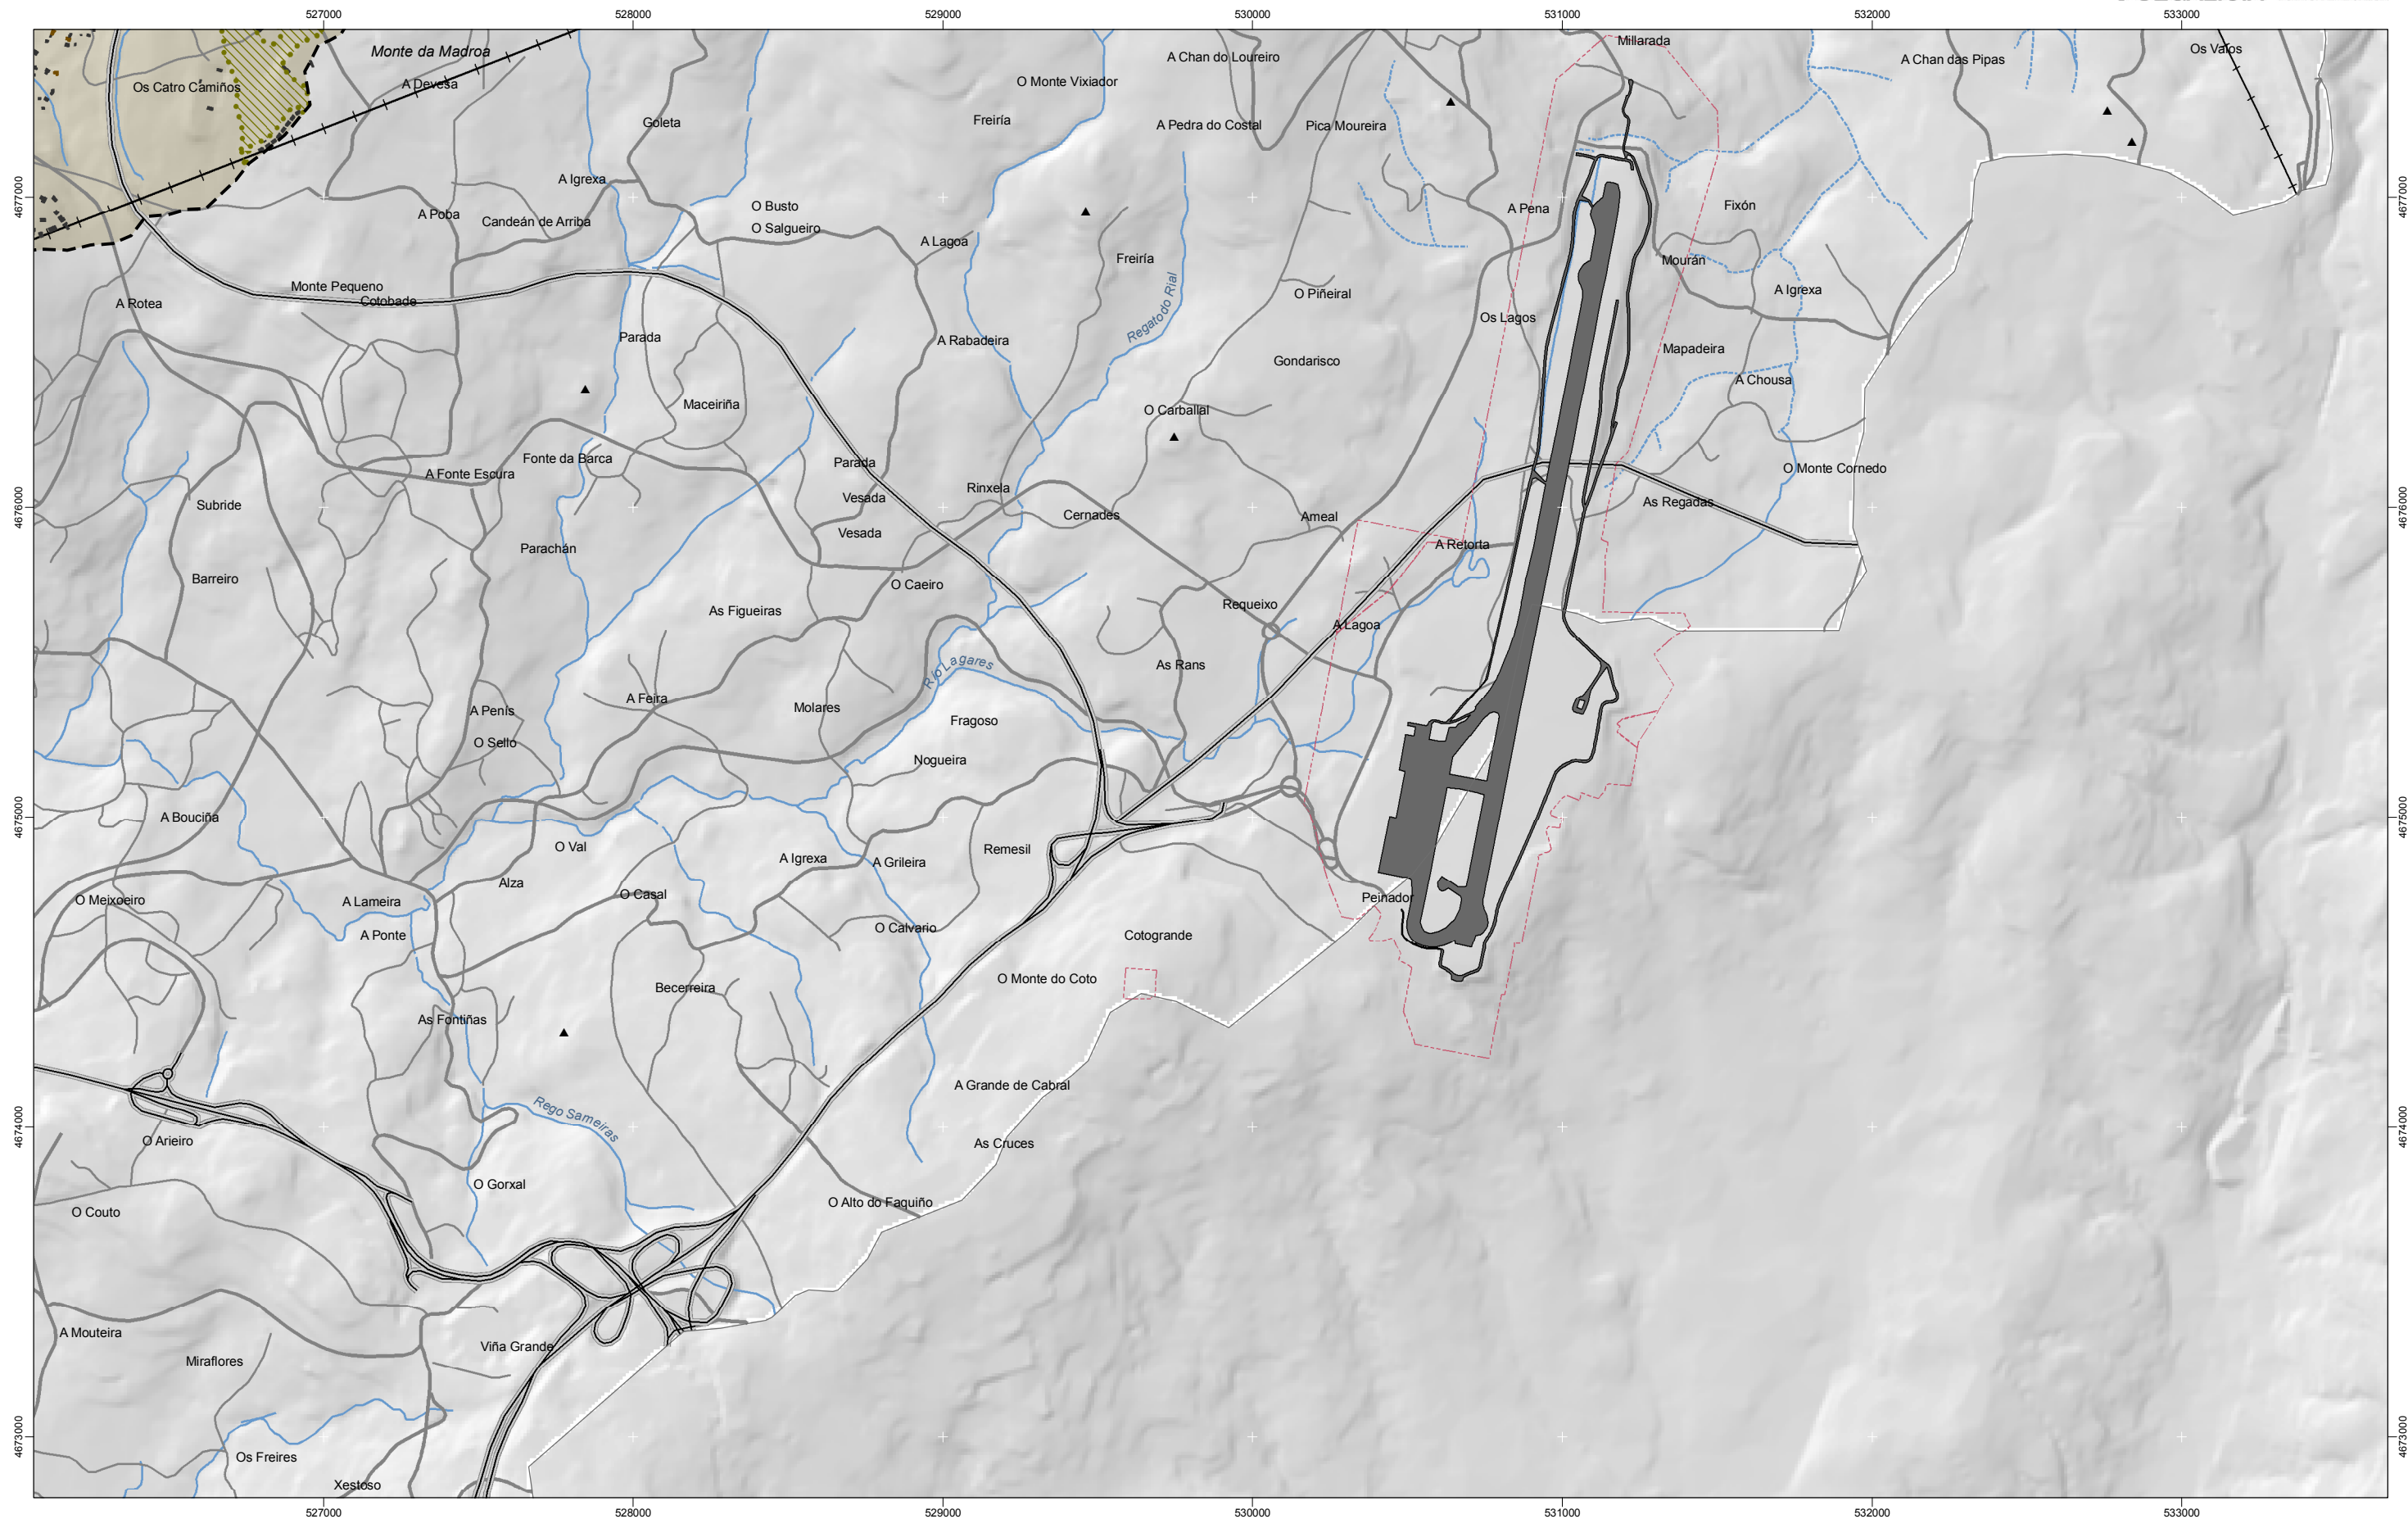 527000 528000 529000 530000 531000 532000 533000
Millarada
Os Valos
Monte da Madroa
A Chan do Loureiro
A Chan das Pipas
O Monte Vixiador
A Devesa
Os Catro Camiños
Freiría
Goleta
A Pedra do Costal
Pica Moureira
A Igrexa
4677000
4677000
O Busto
A Pena
Fixón
A Poba
Candeán de Arriba
O Salgueiro
A Lagoa
Freiría
Mourán
Monte Pequeno
Cotobade
A Rotea
O Piñeiral
A Igrexa
Regato do Rial
Os Lagos
Parada
A Rabadeira
Mapadeira
Gondarisco
A Chousa
Maceiriña
O Carballal
Fonte da Barca
Parada
A Fonte Escura
O Monte Cornedo
Rinxela
Vesada
As Regadas
Subride
4676000
4676000
Cernades
Ameal
Vesada
A Retorta
Parachán
Barreiro
O Caeiro
Requeixo
As Figueiras
A Lagoa
Río Lagares
As Rans
A Feira
Molares
A Penís
Fragoso
O Sello
Nogueira
A Bouciña
4675000
4675000
O Val
Remesil
A Igrexa
A Grileira
Alza
O Casal
Peinador
O Meixoeiro
A Lameira
O Calvario
A Ponte
Cotogrande
O Monte do Coto
Becerreira
As Fontiñas
A Grande de Cabral
Rego Sameiras
4674000
4674000
O Arieiro
As Cruces
O Gorxal
O Alto do Faquiño
O Couto
A Mouteira
Viña Grande
Miraflores
4673000
4673000
Os Freires
Xestoso
527000 528000 529000 530000 531000 532000 533000